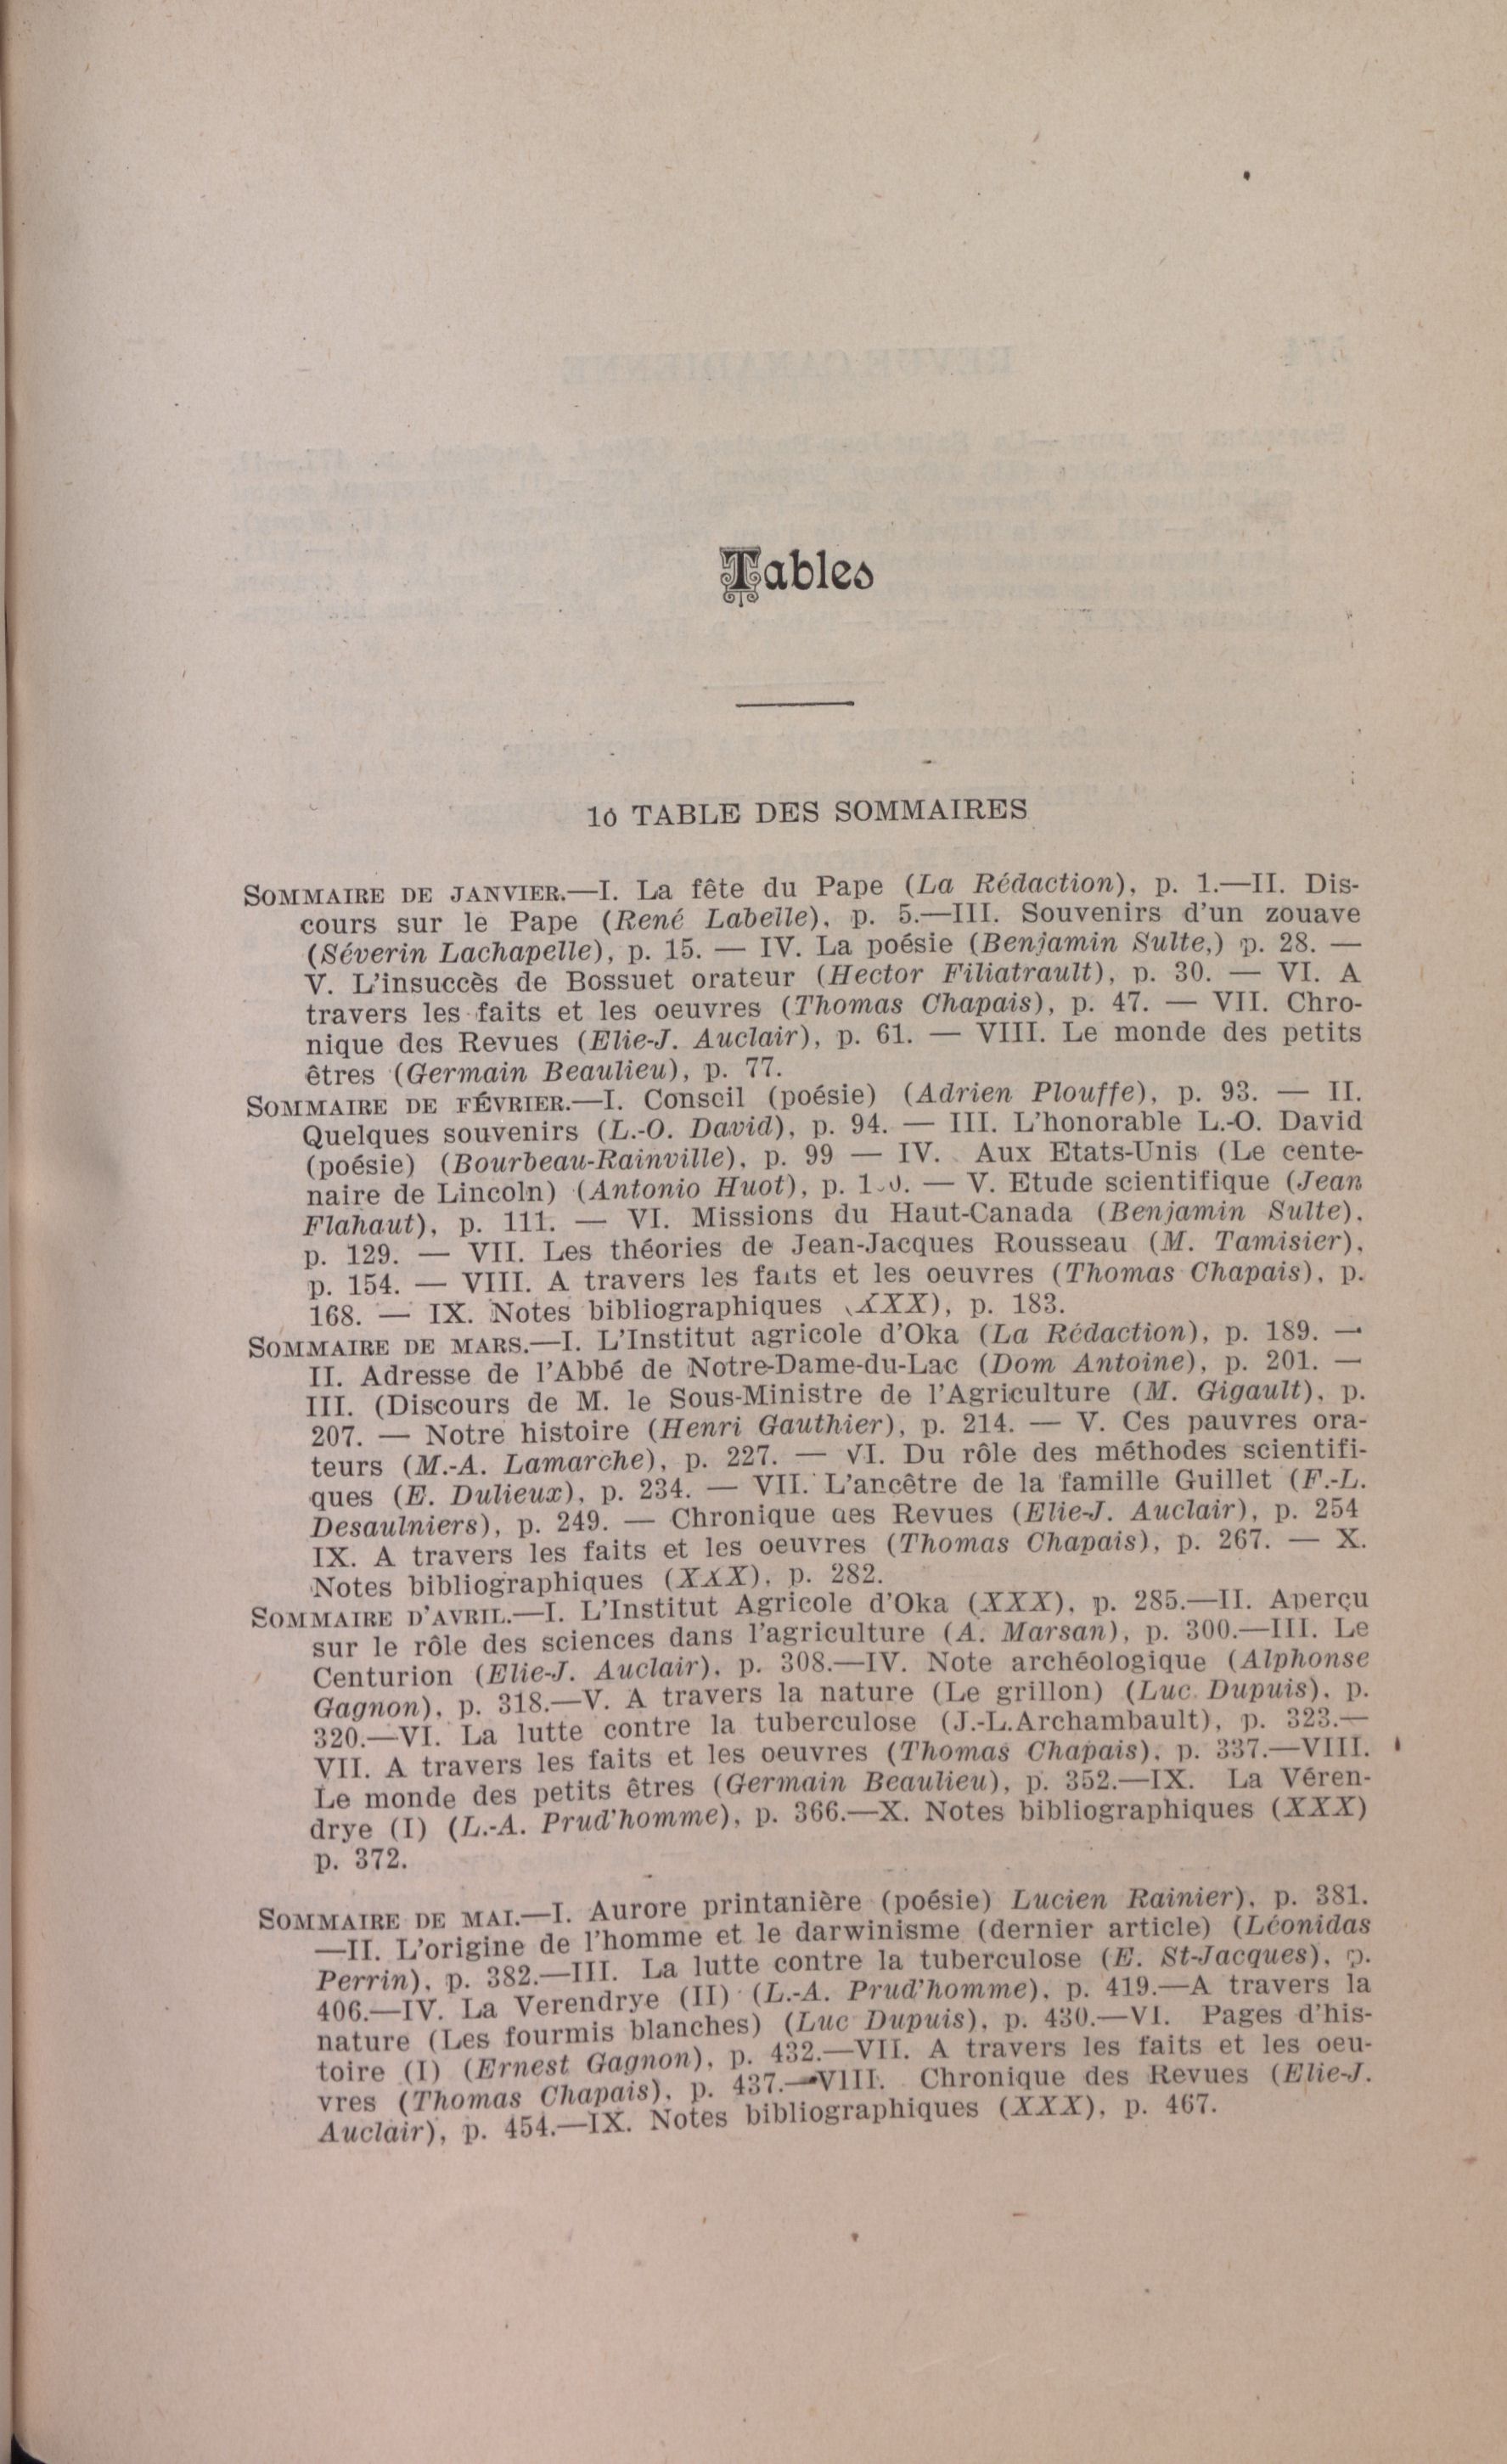 Tables
1o TABLE DES SOMMAIRES
SOMMAIRE DE JANVIER.—I. La fête du Pape (La Rédaction), p. 1.—II. Dis-
cours sur le Pape (René Labelle), p. 5.—III. Souvenirs d'un zouave
(Séverin Lachapelle), p. 15. — IV. La poésie (Benjamin Sulte,) p. 28. —
V. L'insuccès de Bossuet orateur (Hector Filiatrault), p. 30. — VI. A
travers les faits et les oeuvres (Thomas Chapais), p. 47. — VII. Chro-
nique des Revues (Elie-J. Auclair), p. 61. — VIII. Le monde des petits
êtres (Germain Beaulieu), p. 77.
SOMMAIRE DE FÉVRIER.—I. Conseil (poésie) (Adrien Plouffe), p. 93. — II.
Quelques souvenirs (L.-O. David), p. 94. — III. L'honorable L.-O. David
(poésie) (Bourbeau-Rainville), p. 99 — IV. Aux Etats-Unis (Le cente-
naire de Lincoln) (Antonio Huot), p. — V. Etude scientifique (Jean
Flahaut), p. 111. — VI. Missions du Haut-Canada (Benjamin Sulte),
p. 129. — VII. Les théories de Jean-Jacques Rousseau (M. Tamisier),
p. 154. — VIII. A travers les faits et les oeuvres (Thomas Chapais), p.
168. — IX. Notes bibliographiques (XXX), p. 183.
SOMMAIRE DE MARS.—I. L'Institut agricole d'Oka (La Rédaction), p. 189. —
II. Adresse de l'Abbé de Notre-Dame-du-Lac (Dom Antoine), p. 201. —
III. (Discours de M. le Sous-Ministre de l'Agriculture (M. Gigault), p.
207. — Notre histoire (Henri Gauthier), p. 214. — V. Ces pauvres ora-
teurs (M.-A. Lamarche), p. 227. — VI. Du rôle des méthodes scientifi-
ques (E. Dulieux), p. 234. — VII. L'ancêtre de la famille Guillet (F.-L.
Desaulniers), p. 249. — Chronique des Revues (Elie-J. Auclair), p. 254
IX. A travers les faits et les oeuvres (Thomas Chapais), p. 267. — X.
Notes bibliographiques (XXX), p. 282.
SOMMAIRE D'AVRIL.—I. L'Institut Agricole d'Oka (XXX), p. 285.—II. Aperçu
sur le rôle des sciences dans l'agriculture (A. Marsan), p. 300.—III. Le
Centurion (Elie-J. Auclair), p. 308.—IV. Note archéologique (Alphonse
Gagnon), p. 318.—V. A travers la nature (Le grillon) (Luc Dupuis), p.
320.—VI. La lutte contre la tuberculose (J.-L.Archambault), p. 323.—
VII. A travers les faits et les oeuvres (Thomas Chapais), p. 337.—VIII.
Le monde des petits êtres (Germain Beaulieu), p. 352.—IX. La Véren-
drye (I) (L.-A. Prud'homme), p. 366.—X. Notes bibliographiques (XXX)
p. 372.
SOMMAIRE DE MAI.—I. Aurore printanière (poésie) Lucien Rainier), p. 381.
—II. L'origine de l'homme et le darwinisme (dernier article) (Léonidas
Perrin), p. 382.—III. La lutte contre la tuberculose (E. St-Jacques), p.
406.—IV. La Verendrye (II) (L.-A. Prud'homme), p. 419.—A travers la
nature (Les fourmis blanches) (Luc Dupuis), p. 430.—VI. Pages d'his-
toire (I) (Ernest Gagnon), p. 432.—VII. A travers les faits et les oeu-
vres (Thomas Chapais), p. 437.—VIII. Chronique des Revues (Elie-J.
Auclair), p. 454.—IX. Notes bibliographiques (XXX), p. 467.